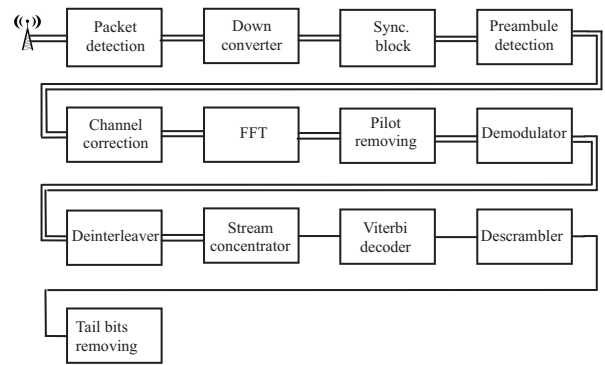 Packet
detection
Down
converter
Sync.
block
Preambule
detection
Channel
correction
FFT
Pilot
removing
Demodulator
Deinterleaver
Stream
concentrator
Viterbi
decoder
Descrambler
Tail bits
removing